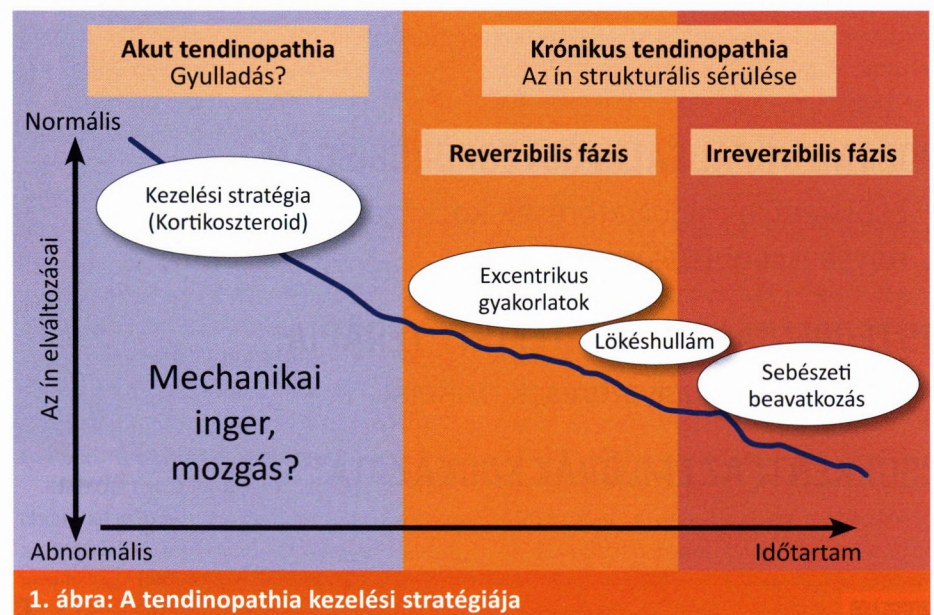 Akut tendinopathia
Gyulladás?
Krónikus tendinopathia
Az ín strukturális sérülése
Normális
Reverzibilis fázis
Irreverzibilis fázis
Kezelési stratégia
(Kortikoszteroid)
Az ín elváltozásai
Excentrikus
gyakorlatok
Lökéshullám
Sebészeti
beavatkozás
Mechanikai
inger,
mozgás?
Abnormális
Időtartam
1. ábra: A tendinopathia kezelési stratégiája